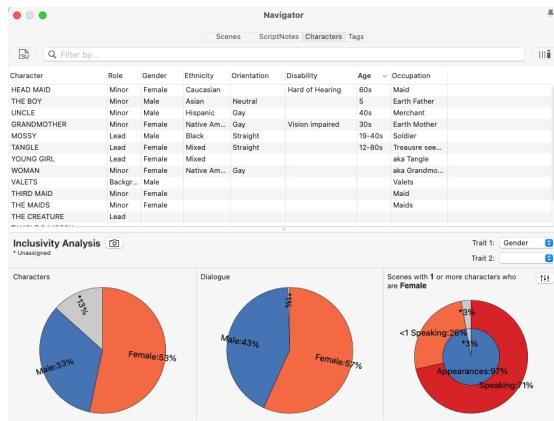 Navigator
Scenes ScriptNotes Characters Tags
Filter by...
Character Role Gender Ethnicity Orientation Disability Age Occupation
HEAD MAID Minor Female Caucasian Hard of Hearing 60s Maid
THE BOY Minor Male Asian Neutral 5 Earth Father
UNCLE Minor Male Hispanic Gay 40s Merchant
GRANDMOTHER Minor Female Native Am... Gay Vision impaired 30s Earth Mother
MOSSY Lead Male Black Straight 19-40s Soldier
TANGLE Lead Female Mixed Straight 12-80s Treausre see...
YOUNG GIRL Lead Female Mixed aka Tangle
WOMAN Minor Female Native Am... Gay aka Grandmo...
VALETS Backgr... Male Valets
THIRD MAID Minor Female Maid
THE MAIDS Minor Female Maids
THE CREATURE Lead
Inclusivity Analysis
* Unassigned
Trait 1: Gender
Trait 2:
Characters
*13%
Male:33%
Female:53%
Dialogue
*1%
Male:43%
Female:57%
Scenes with 1 or more characters who
are Female
*3%
<1 Speaking:26%
*3%
Appearances:97%
Speaking:71%